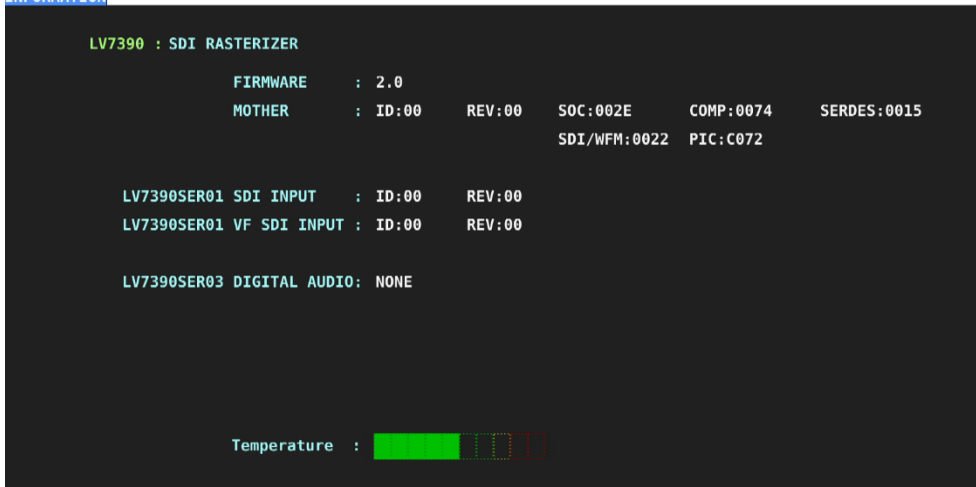 INFORMATION
LV7390 : SDI RASTERIZER
FIRMWARE : 2.0
MOTHER : ID:00 REV:00 SOC:002E COMP:0074 SERDES:0015
SDI/WFM:0022 PIC:C072
LV7390SER01 SDI INPUT : ID:00 REV:00
LV7390SER01 VF SDI INPUT : ID:00 REV:00
LV7390SER03 DIGITAL AUDIO: NONE
Temperature :